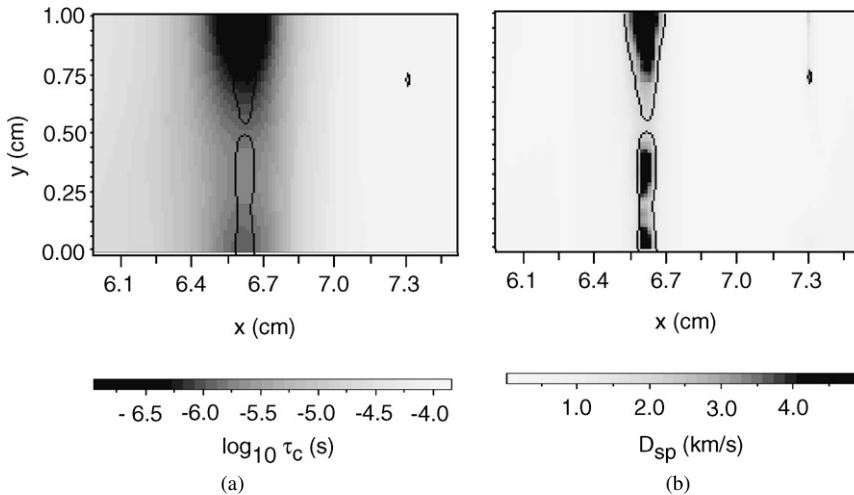 1.00
0.75
0.50
0.25
0.00
y (cm)
6.1 6.4 6.7 7.0 7.3
x (cm)
- 6.5 -6.0 -5.5 -5.0 -4.5 -4.0
log10 τc (s)
(a)
6.1 6.4 6.7 7.0 7.3
x (cm)
1.0 2.0 3.0 4.0
Dsp (km/s)
(b)